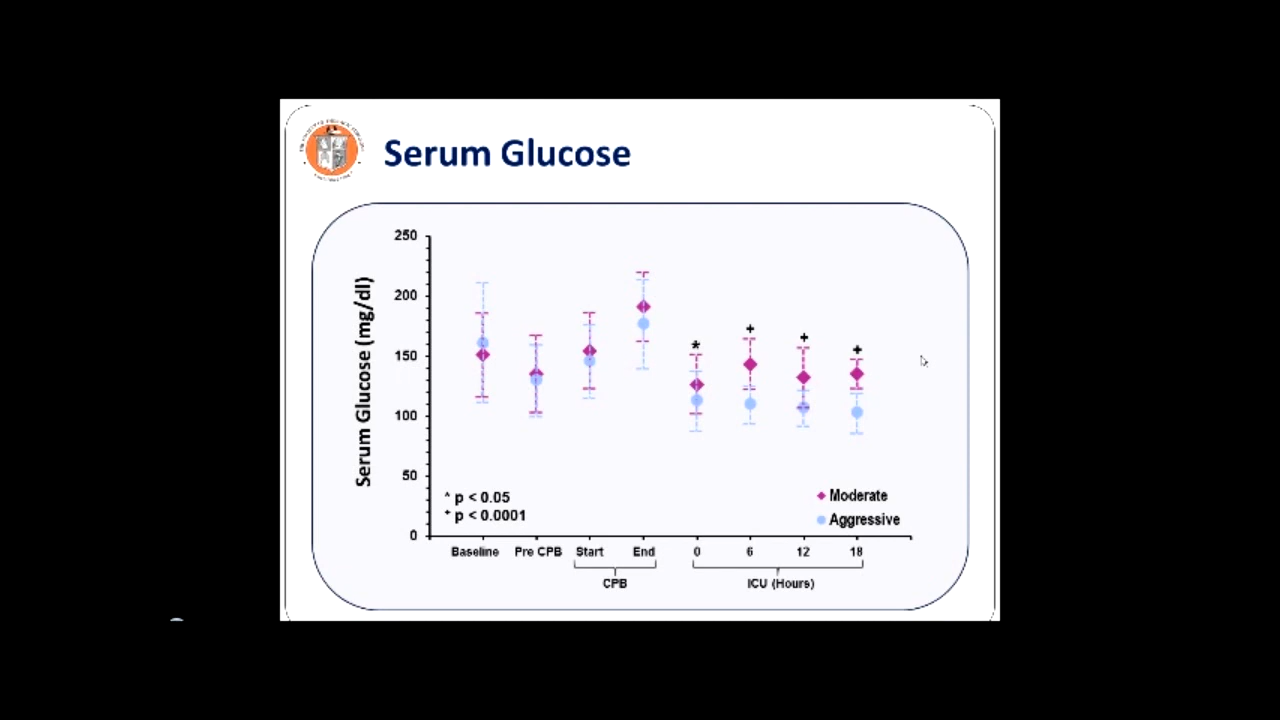 Serum Glucose
250
200
150
100
50
0
Serum Glucose (mg/dl)
*
+
+
+
* p < 0.05
+ p < 0.0001
Moderate
Aggressive
Baseline Pre CPB Start End 0 6 12 18
CPB ICU (Hours)